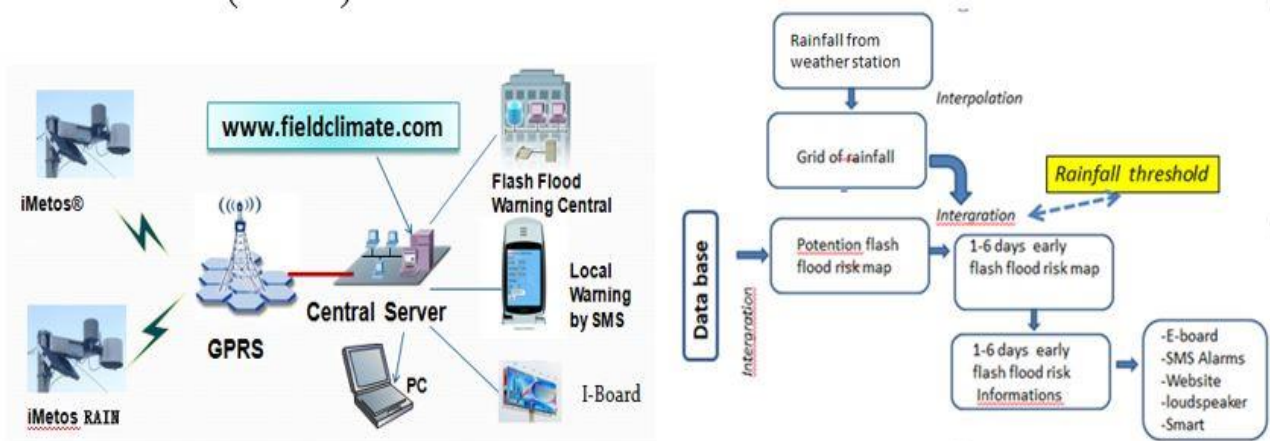 www.fieldclimate.com
iMetos®
Flash Flood
Warning Central
Central Server
Local
Warning
by SMS
GPRS
PC
I-Board
iMetos RAIN
Rainfall from
weather station
Interpolation
Grid of rainfall
Rainfall threshold
Intergration
Data base
Intergration
Potention flash
flood risk map
1-6 days early
flash flood risk map
1-6 days early
flash flood risk
Informations
-E-board
-SMS Alarms
-Website
-loudspeaker
-Smart